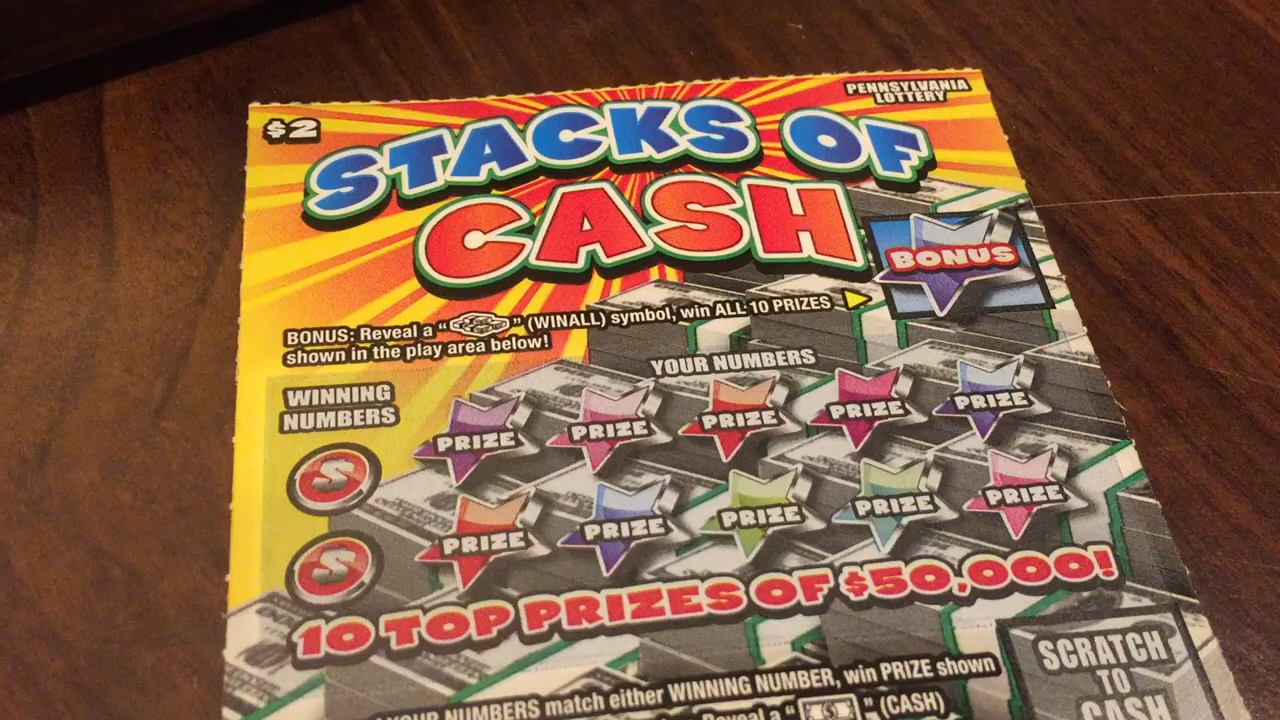 PENNSYLVANIA
LOTTERY
$2
STACKS OF
CASH
BONUS
BONUS: Reveal a " " (WINALL) symbol, win ALL 10 PRIZES
shown in the play area below!
YOUR NUMBERS
WINNING
NUMBERS
PRIZE PRIZE PRIZE PRIZE PRIZE
$
PRIZE PRIZE PRIZE PRIZE PRIZE
$
10 TOP PRIZES OF $50,000!
YOUR NUMBERS match either WINNING NUMBER, win PRIZE shown
Reveal a "$" (CASH)
SCRATCH
TO
CASH